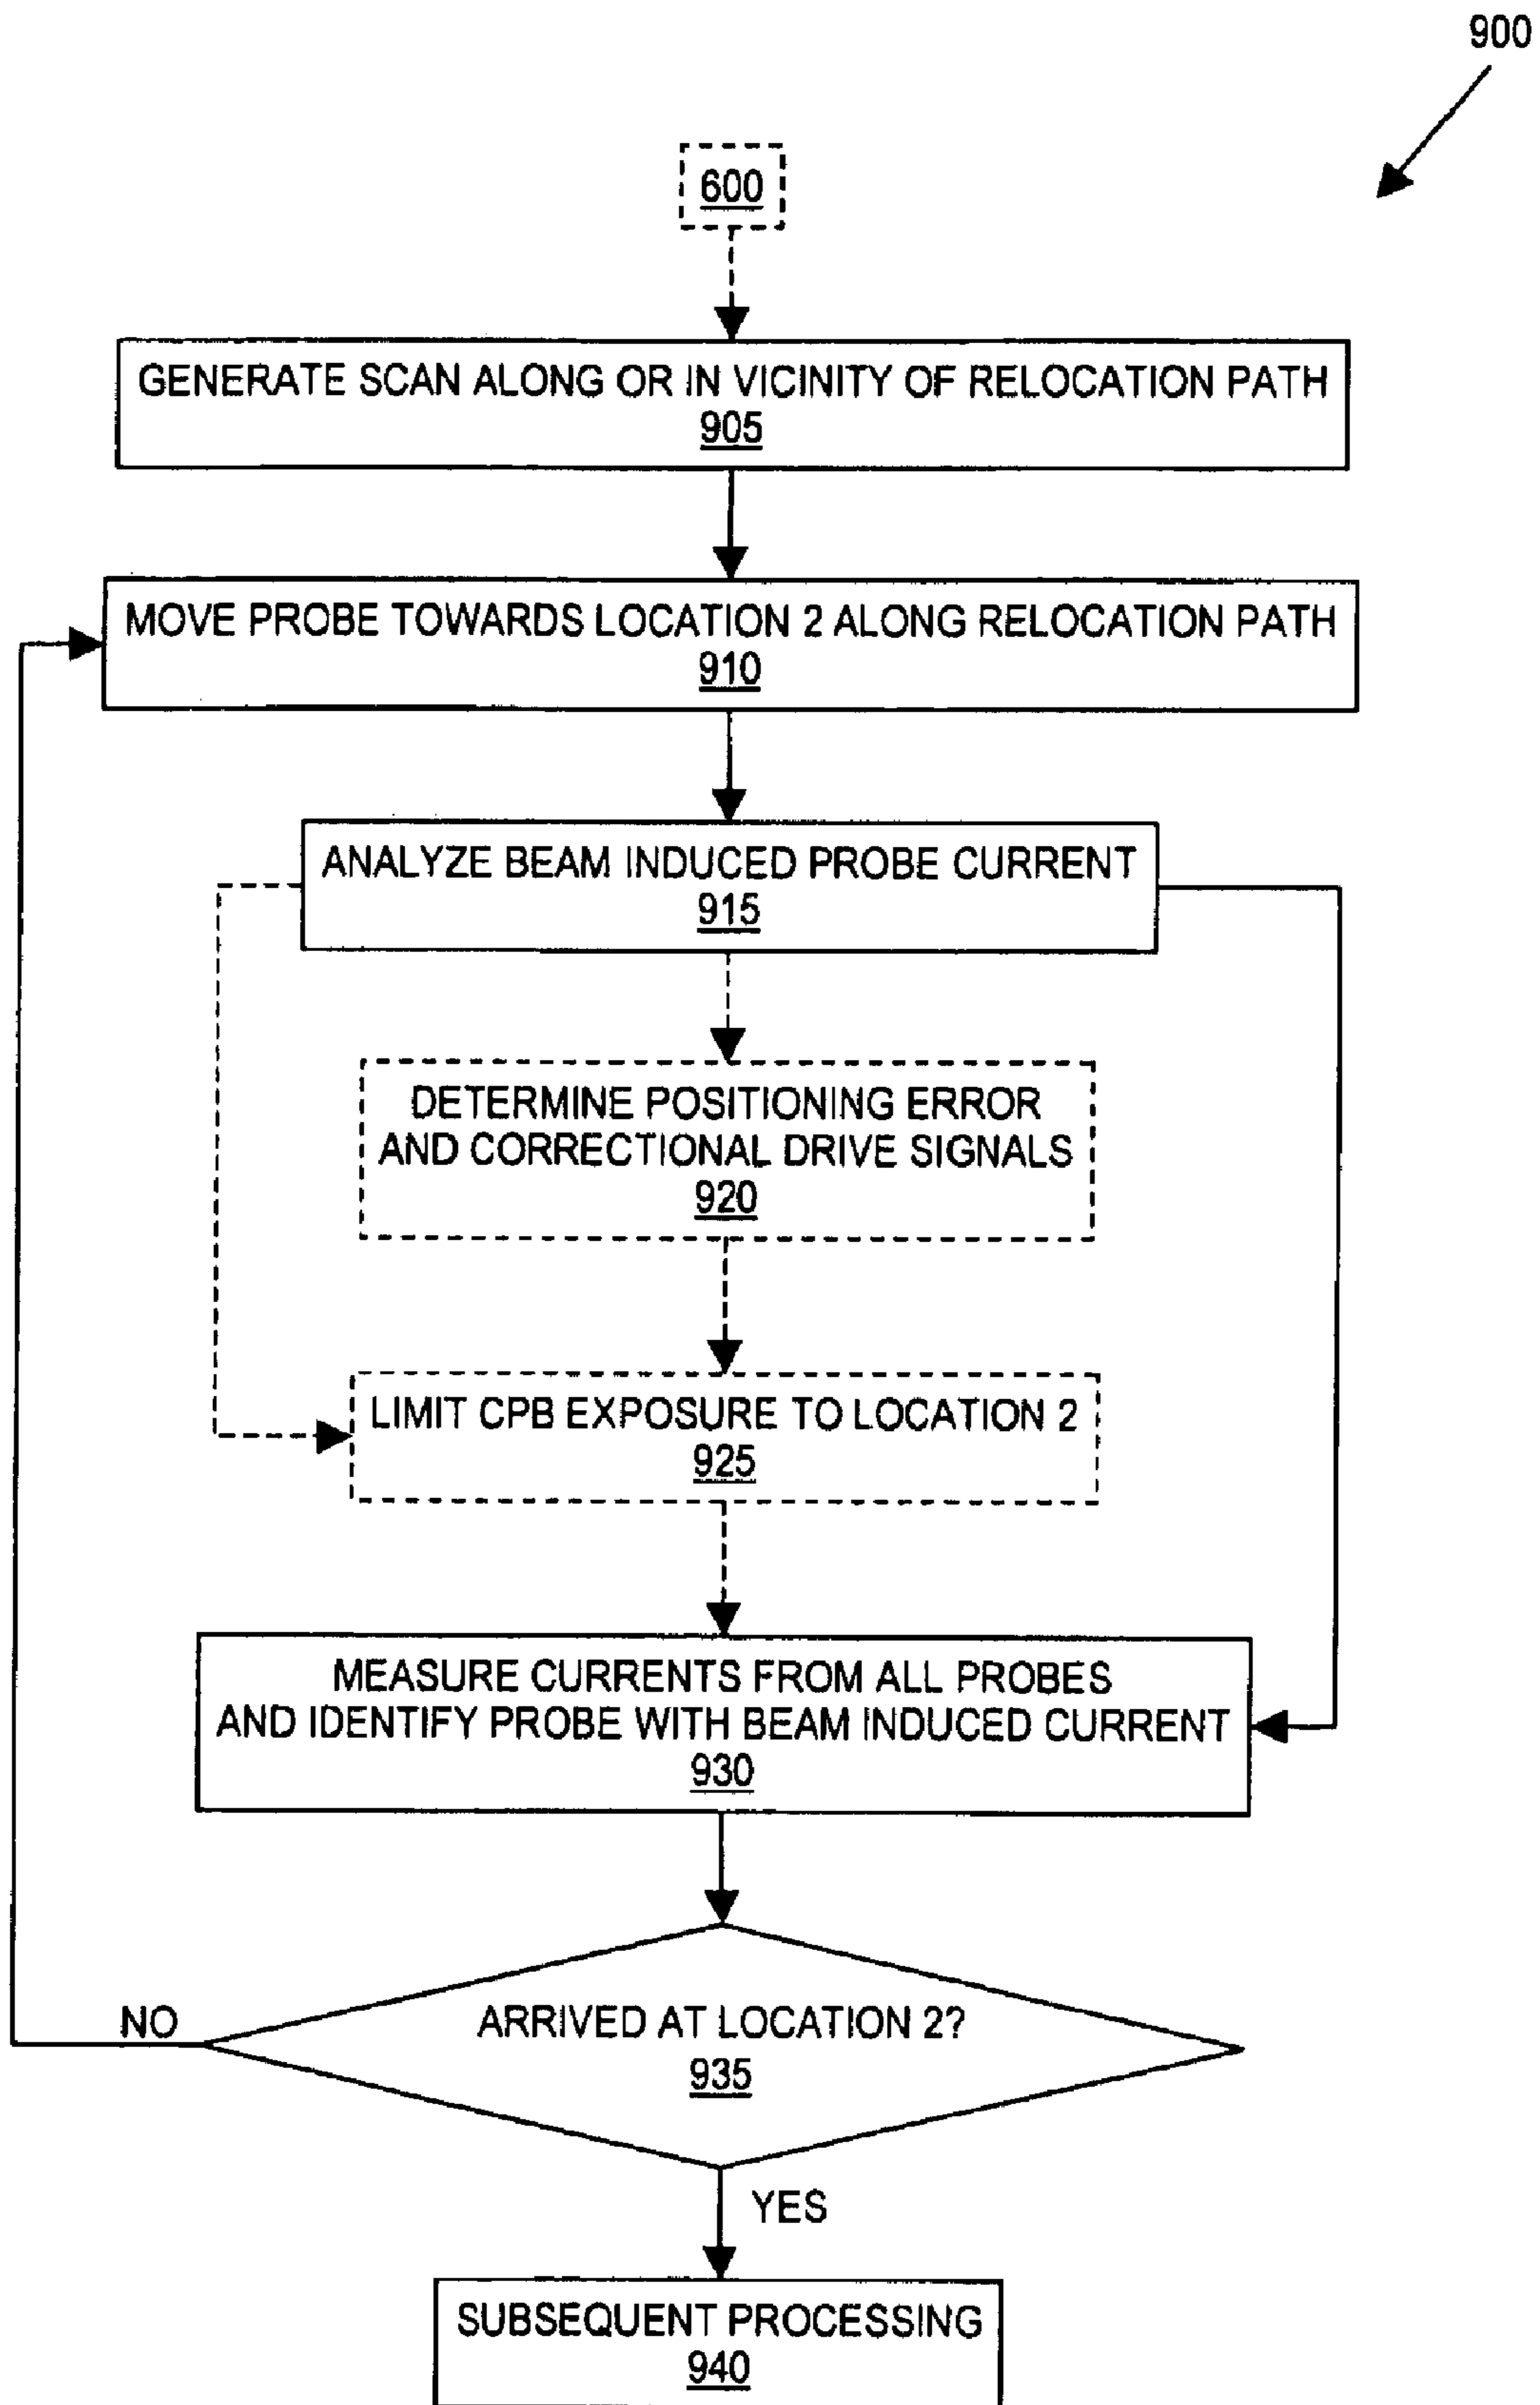 900
600
GENERATE SCAN ALONG OR IN VICINITY OF RELOCATION PATH
905
MOVE PROBE TOWARDS LOCATION 2 ALONG RELOCATION PATH
910
ANALYZE BEAM INDUCED PROBE CURRENT
915
DETERMINE POSITIONING ERROR
AND CORRECTIONAL DRIVE SIGNALS
920
LIMIT CPB EXPOSURE TO LOCATION 2
925
MEASURE CURRENTS FROM ALL PROBES
AND IDENTIFY PROBE WITH BEAM INDUCED CURRENT
930
NO
ARRIVED AT LOCATION 2?
935
YES
SUBSEQUENT PROCESSING
940